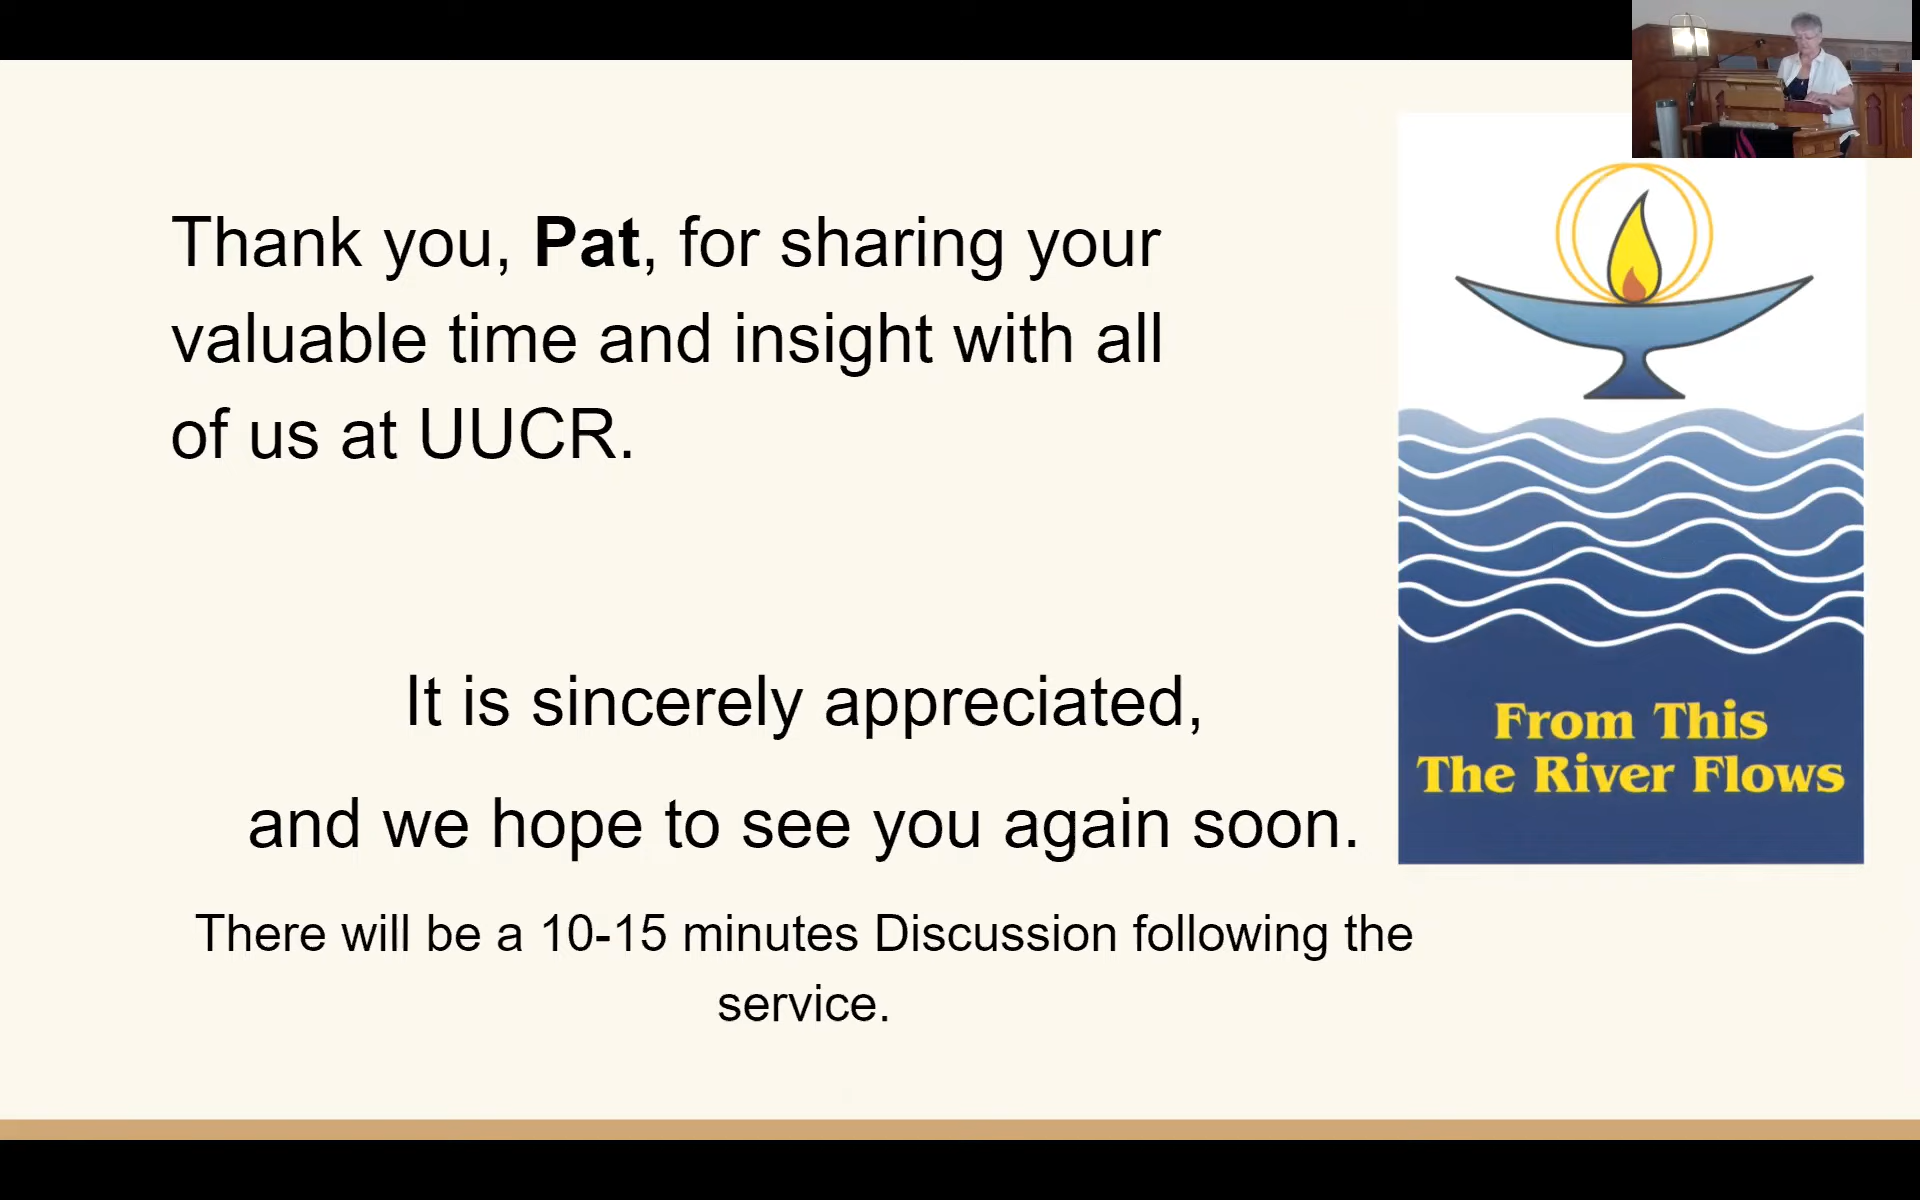 Thank you, Pat, for sharing your
valuable time and insight with all
of us at UUCR.
It is sincerely appreciated,
and we hope to see you again soon.
There will be a 10-15 minutes Discussion following the
service.
From This
The River Flows